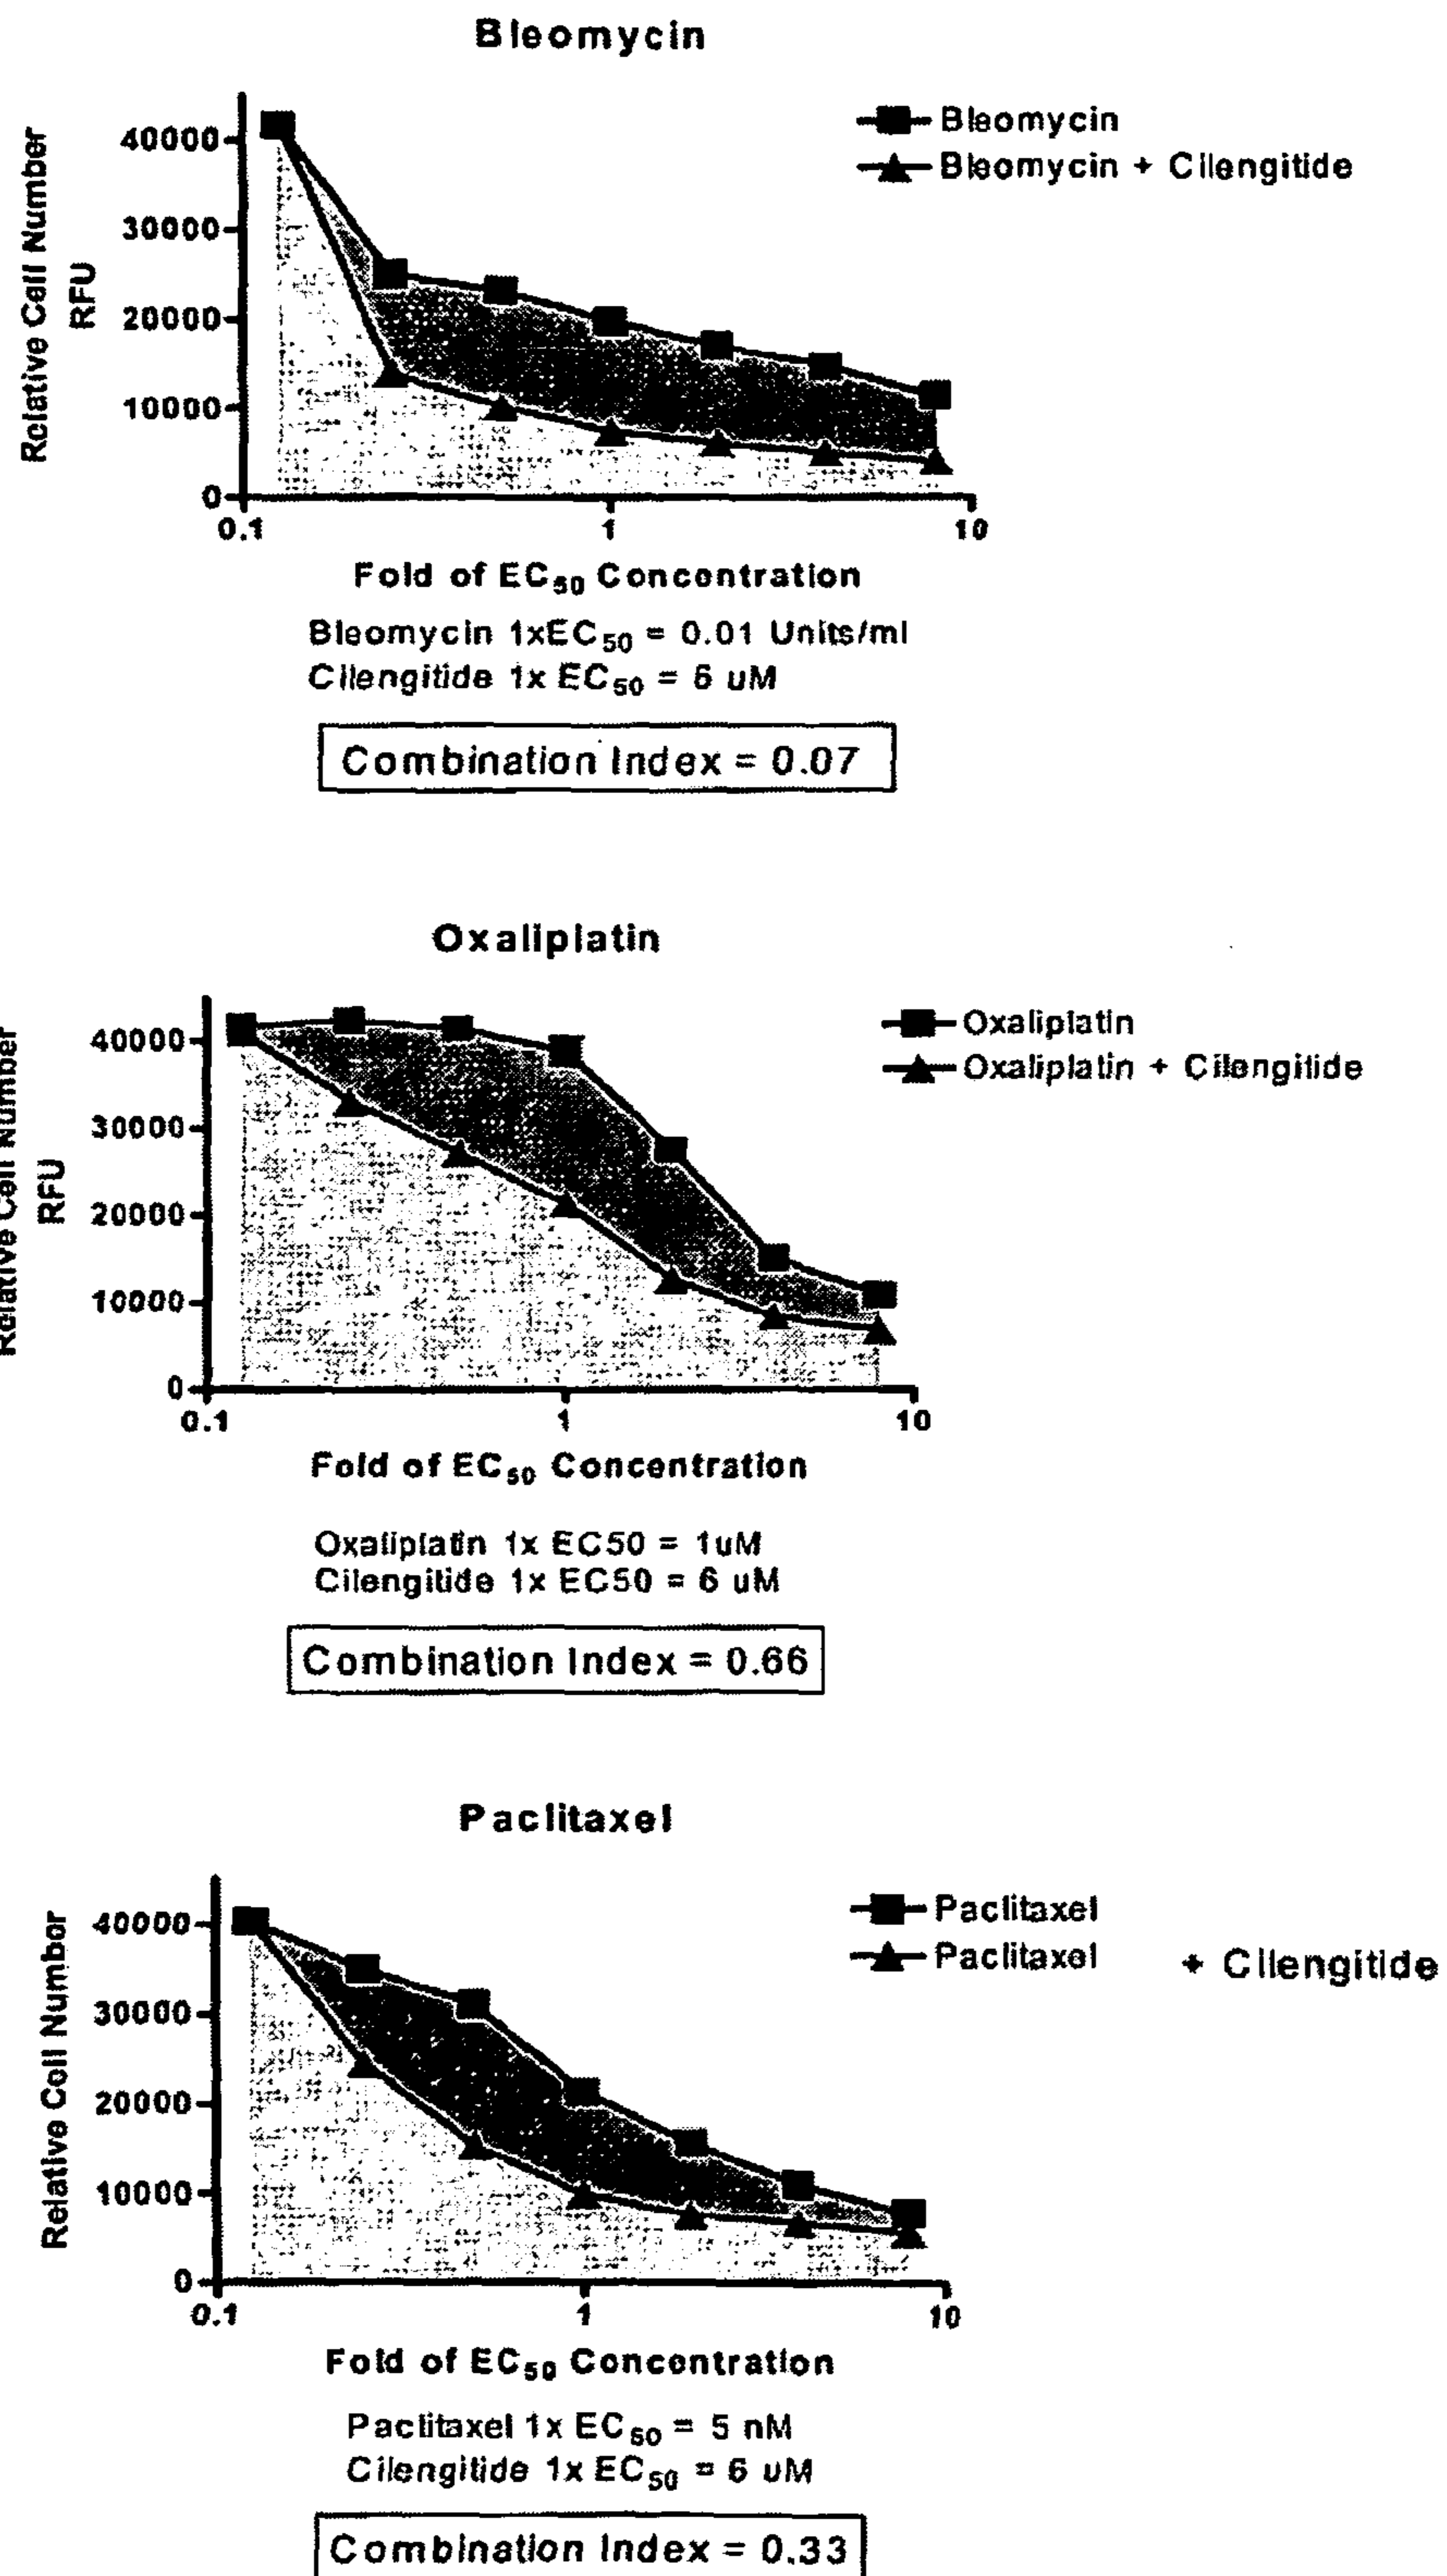 Bleomycin
Relative Cell Number
RFU
40000
30000
20000
10000
0
0.1
1
10
Bleomycin
Bleomycin + Cilengitide
Fold of EC50 Concentration
Bleomycin 1xEC50 = 0.01 Units/ml
Cilengitide 1x EC50 = 6 uM
Combination Index = 0.07
Oxaliplatin
Relative Cell Number
RFU
40000
30000
20000
10000
0
0.1
1
10
Oxaliplatin
Oxaliplatin + Cilengitide
Fold of EC50 Concentration
Oxaliplatin 1x EC50 = 1uM
Cilengitide 1x EC50 = 6 uM
Combination Index = 0.66
Paclitaxel
Relative Cell Number
40000
30000
20000
10000
0
0.1
1
10
Paclitaxel
Paclitaxel + Cilengitide
Fold of EC50 Concentration
Paclitaxel 1x EC50 = 5 nM
Cilengitide 1x EC50 = 6 uM
Combination Index = 0.33